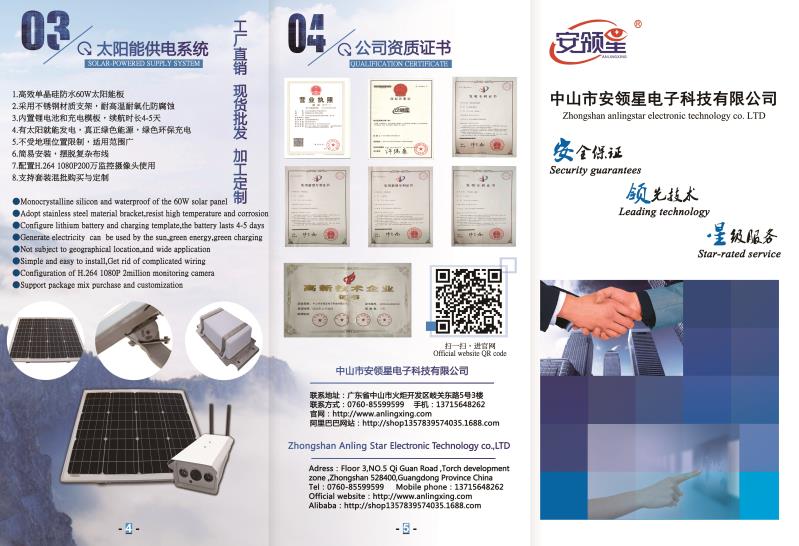 03
太阳能供电系统
SOLAR-POWERED SUPPLY SYSTEM
工厂直销 现货批发 加工定制
1.高效单晶硅防水60W太阳能板
2.采用不锈钢材质支架，耐高温耐氧化防腐蚀
3.内置锂电池和充电模板，续航时长4-5天
4.有太阳就能发电，真正绿色能源，绿色环保充电
5.不受地理位置限制，适用范围广
6.简易安装，摆脱复杂布线
7.配置H.264 1080P200万监控摄像头使用
8.支持套装混批购买与定制
●Monocrystalline silicon and waterproof of the 60W solar panel
●Adopt stainless steel material bracket,resist high temperature and corrosion
●Configure lithium battery and charging template,the battery lasts 4-5 days
●Generate electricity can be used by the sun,green energy,green charging
●Not subject to geographical location,and wide application
●Simple and easy to install,Get rid of complicated wiring
●Configuration of H.264 1080P 2million monitoring camera
●Support package mix purchase and customization
- 4 -
04
公司资质证书
QUALIFICATION CERTIFICATE
营业执照
高新技术企业
证书
扫一扫，进官网
Official website QR code
中山市安领星电子科技有限公司
联系地址：广东省中山市火炬开发区岐关东路5号3楼
联系方式：0760-85599599 手机：13715648262
官网：http://www.anlingxing.com
阿里巴巴网站：http://shop1357839574035.1688.com
Zhongshan Anling Star Electronic Technology co.,LTD
Adress : Floor 3,NO.5 Qi Guan Road ,Torch development
zone ,Zhongshan 528400,Guangdong Province China
Tel : 0760-85599599 Mobile phone : 13715648262
Official website : http://www.anlingxing.com
Alibaba : http://shop1357839574035.1688.com
- 5 -
安领星 ®
ANLINGXING
中山市安领星电子科技有限公司
Zhongshan anlingstar electronic technology co. LTD
安全保证
Security guarantees
领先技术
Leading technology
星级服务
Star-rated service